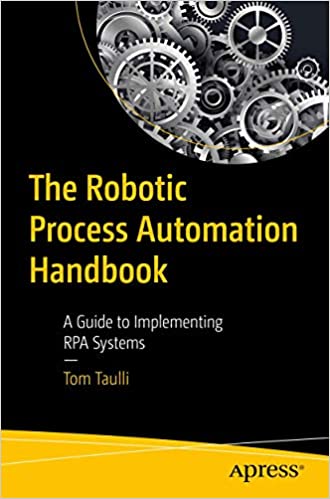 The Robotic
Process Automation
Handbook
A Guide to Implementing
RPA Systems
—
Tom Taulli
Apress®